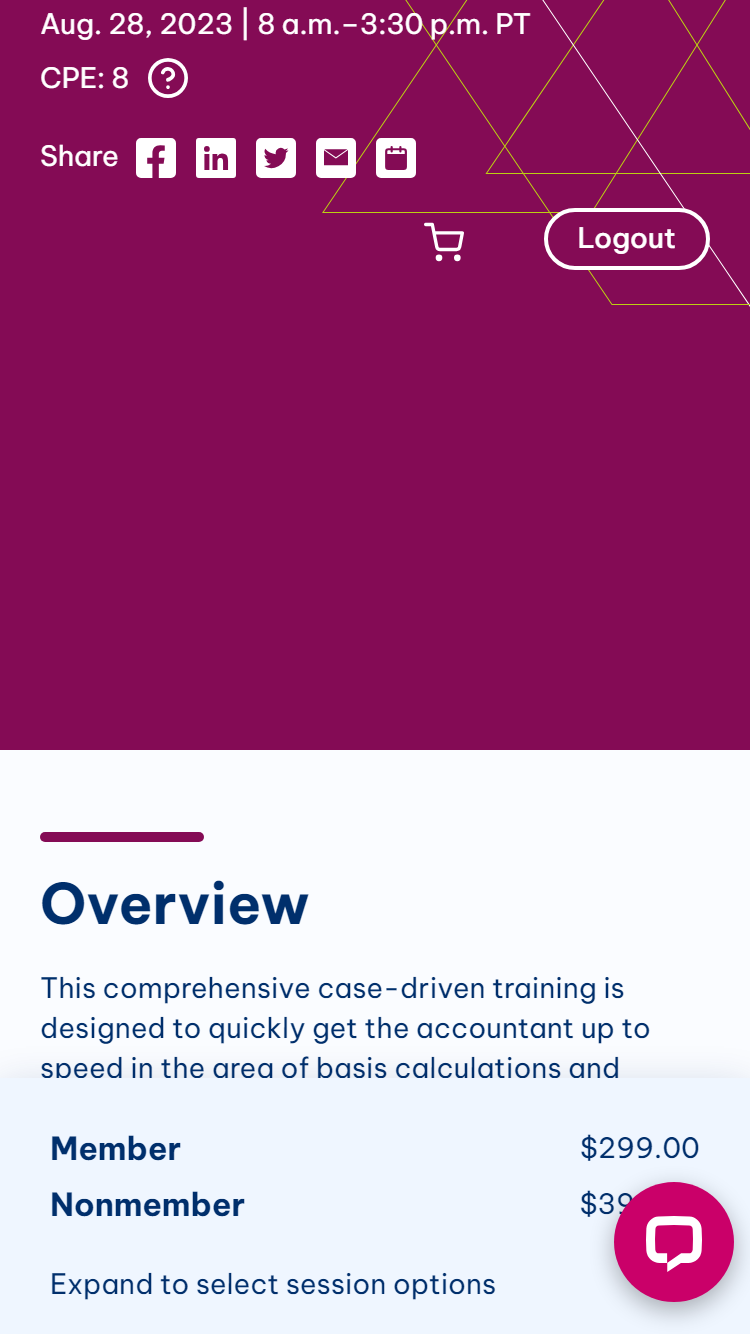 Aug. 28, 2023 | 8 a.m.–3:30 p.m. PT
CPE: 8
Share
Logout
Overview
This comprehensive case-driven training is
designed to quickly get the accountant up to
speed in the area of basis calculations and
Member $299.00
Nonmember
Expand to select session options